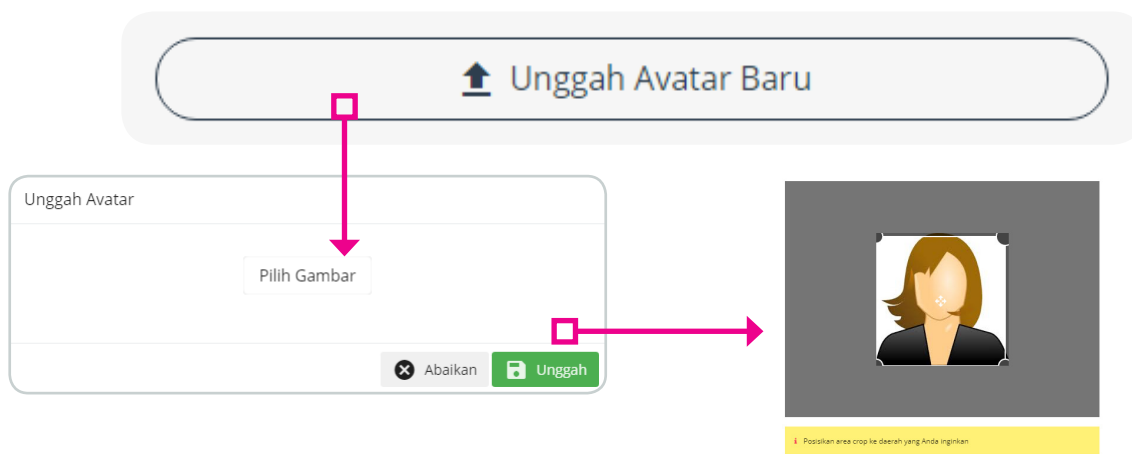 Unggah Avatar Baru
Unggah Avatar
Pilih Gambar
Abaikan
Unggah
i Posisikan area crop ke daerah yang Anda inginkan